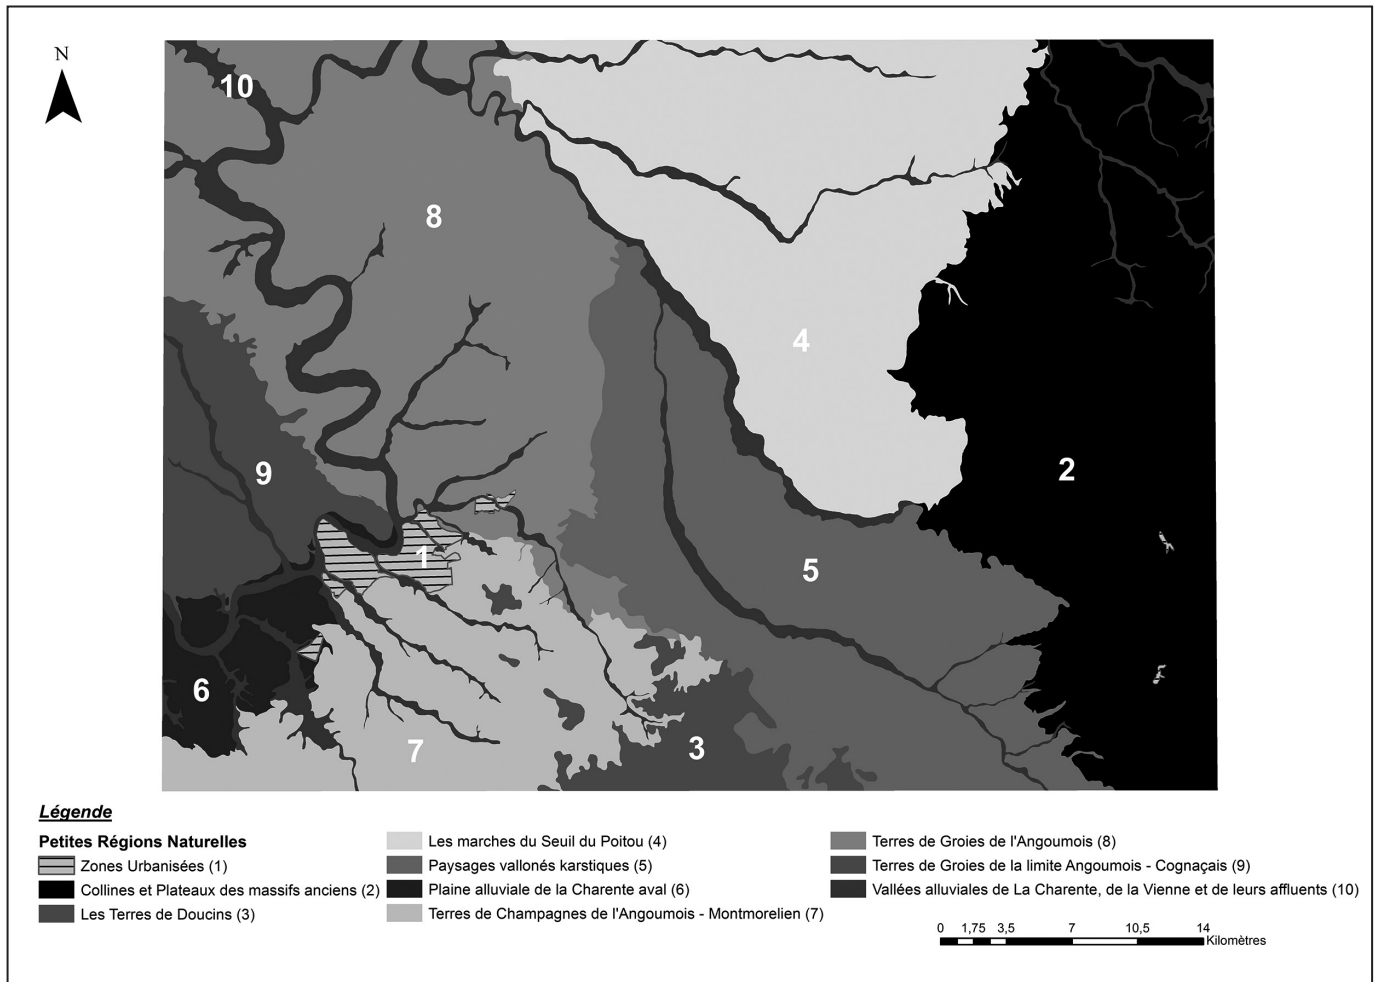 N
10
8
4
9
2
1
5
6
7
3
Légende
Petites Régions Naturelles
Zones Urbanisées (1)
Collines et Plateaux des massifs anciens (2)
Les Terres de Doucins (3)
Les marches du Seuil du Poitou (4)
Paysages vallonés karstiques (5)
Plaine alluviale de la Charente aval (6)
Terres de Champagnes de l'Angoumois - Montmorelien (7)
Terres de Groies de l'Angoumois (8)
Terres de Groies de la limite Angoumois - Cognaçais (9)
Vallées alluviales de La Charente, de la Vienne et de leurs affluents (10)
0 1,75 3,5 7 10,5 14
Kilomètres